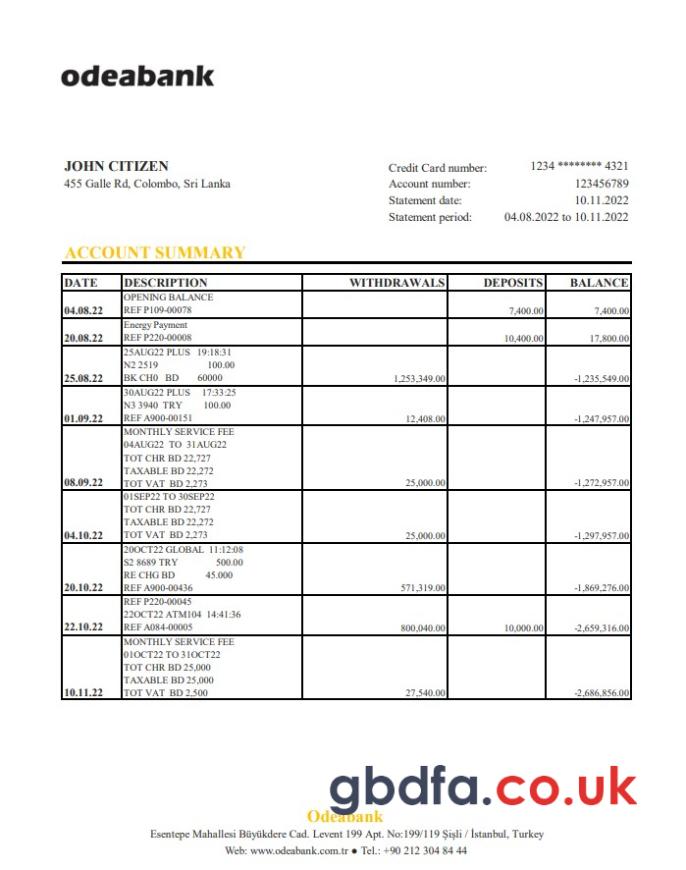 odeabank
JOHN CITIZEN
455 Galle Rd, Colombo, Sri Lanka
Credit Card number: 1234 ******** 4321
Account number: 123456789
Statement date: 10.11.2022
Statement period: 04.08.2022 to 10.11.2022
ACCOUNT SUMMARY
DATE DESCRIPTION WITHDRAWALS DEPOSITS BALANCE
OPENING BALANCE
04.08.22 REF P109-00078 7,400.00 7,400.00
Energy Payment
20.08.22 REF P220-00008 10,400.00 17,800.00
25AUG22 PLUS 19:18:31
N2 2519 100.00
25.08.22 BK CH0 BD 60000 1,253,349.00 -1,235,549.00
30AUG22 PLUS 17:33:25
N3 3940 TRY 100.00
01.09.22 REF A900-00151 12,408.00 -1,247,957.00
MONTHLY SERVICE FEE
04AUG22 TO 31AUG22
TOT CHR BD 22,727
TAXABLE BD 22,272
08.09.22 TOT VAT BD 2,273 25,000.00 -1,272,957.00
01SEP22 TO 30SEP22
TOT CHR BD 22,727
TAXABLE BD 22,272
04.10.22 TOT VAT BD 2,273 25,000.00 -1,297,957.00
20OCT22 GLOBAL 11:12:08
S2 8689 TRY 500.00
RE CHG BD 45.000
20.10.22 REF A900-00436 571,319.00 -1,869,276.00
REF P220-00045
22OCT22 ATM104 14:41:36
22.10.22 REF A084-00005 800,040.00 10,000.00 -2,659,316.00
MONTHLY SERVICE FEE
01OCT22 TO 31OCT22
TOT CHR BD 25,000
TAXABLE BD 25,000
10.11.22 TOT VAT BD 2,500 27,540.00 -2,686,856.00
gbdfa.co.uk
Odeabank
Esentepe Mahallesi Büyükdere Cad. Levent 199 Apt. No:199/119 Şişli / İstanbul, Turkey
Web: www.odeabank.com.tr ● Tel.: +90 212 304 84 44